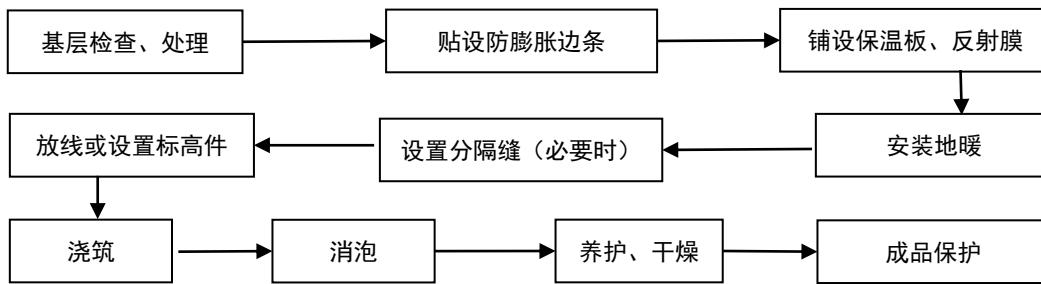 基层检查、处理
贴设防膨胀边条
铺设保温板、反射膜
安装地暖
设置分隔缝（必要时）
放线或设置标高件
浇筑
消泡
养护、干燥
成品保护